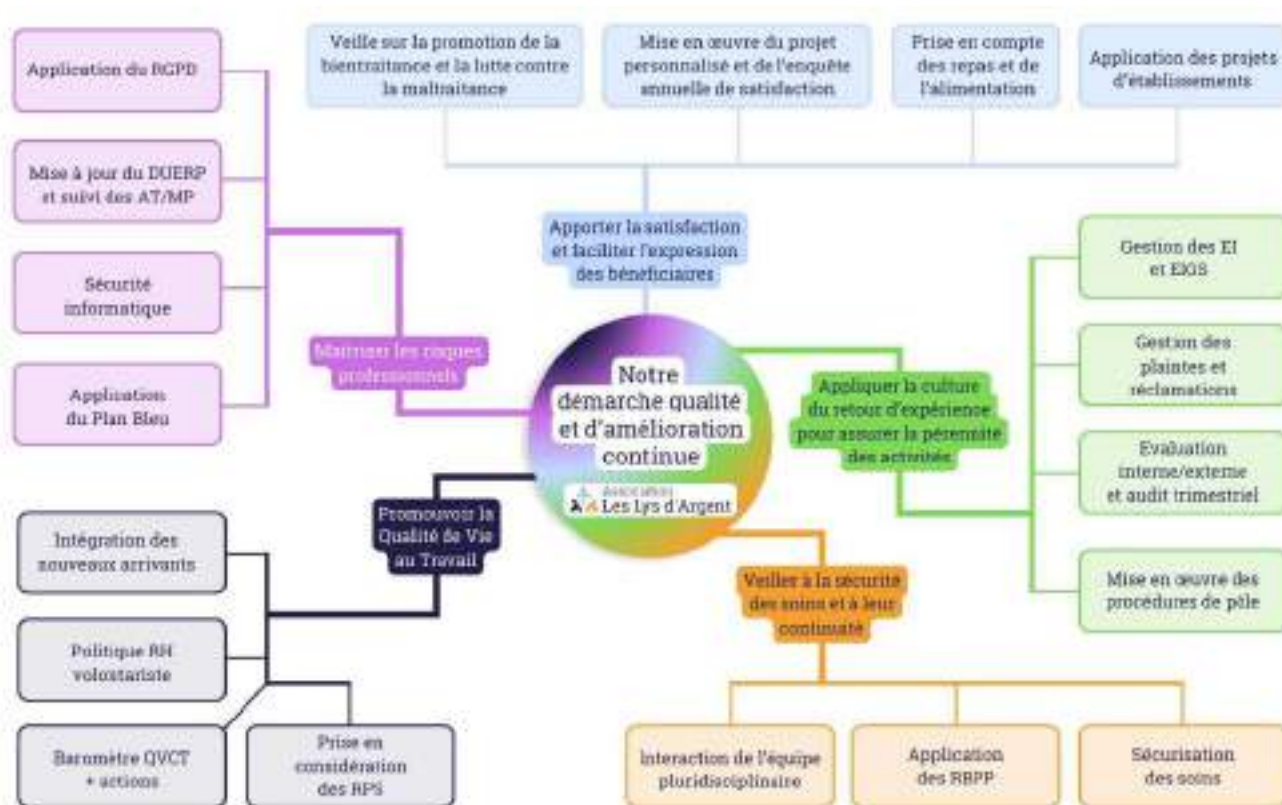 Application du RGPD
Mise à jour du DUERP
et suivi des AT/MP
Sécurité
informatique
Application
du Plan Bleu
Maîtriser les risques
professionnels
Veille sur la promotion de la
bientraitance et la lutte contre
la maltraitance
Mise en œuvre du projet
personnalisé et de l'enquête
annuelle de satisfaction
Prise en compte
des repas et de
l'alimentation
Application des projets
d'établissements
Apporter la satisfaction
et faciliter l'expression
des bénéficiaires
Notre
démarche qualité
et d'amélioration
continue
Association
Les Lys d'Argent
Appliquer la culture
du retour d'expérience
pour assurer la pérennité
des activités
Gestion des EI
et EIGS
Gestion des
plaintes et
réclamations
Evaluation
interne/externe
et audit trimestriel
Mise en œuvre des
procédures de pôle
Promouvoir la
Qualité de Vie
au Travail
Intégration des
nouveaux arrivants
Politique RH
volontariste
Baromètre QVCT
+ actions
Prise en
considération
des RPS
Veiller à la sécurité
des soins et à leur
continuité
Interaction de l'équipe
pluridisciplinaire
Application
des RBPP
Sécurisation
des soins